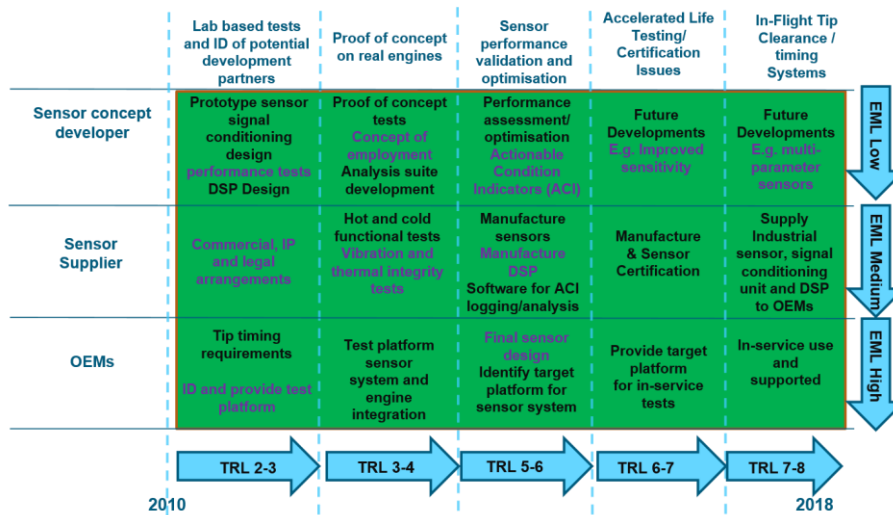 Lab based tests
and ID of potential
development
partners
Proof of concept
on real engines
Sensor
performance
validation and
optimisation
Accelerated Life
Testing/
Certification
Issues
In-Flight Tip
Clearance /
timing
Systems
Sensor concept
developer
Prototype sensor
signal
conditioning
design
performance tests
DSP Design
Proof of concept
tests
Concept of
employment
Analysis suite
development
Performance
assessment/
optimisation
Actionable
Condition
Indicators (ACI)
Future
Developments
E.g. Improved
sensitivity
Future
Developments
E.g. multi-
parameter
sensors
EML Low
Sensor
Supplier
Commercial, IP
and legal
arrangements
Hot and cold
functional tests
Vibration and
thermal integrity
tests
Manufacture
sensors
Manufacture
DSP
Software for ACI
logging/analysis
Manufacture
& Sensor
Certification
Supply
Industrial
sensor, signal
conditioning
unit and DSP
to OEMs
EML Medium
OEMs
Tip timing
requirements
ID and provide test
platform
Test platform
sensor
system and
engine
integration
Final sensor
design
Identify target
platform for
sensor system
Provide target
platform
for in-service
tests
In-service use
and
supported
EML High
TRL 2-3
TRL 3-4
TRL 5-6
TRL 6-7
TRL 7-8
2010
2018